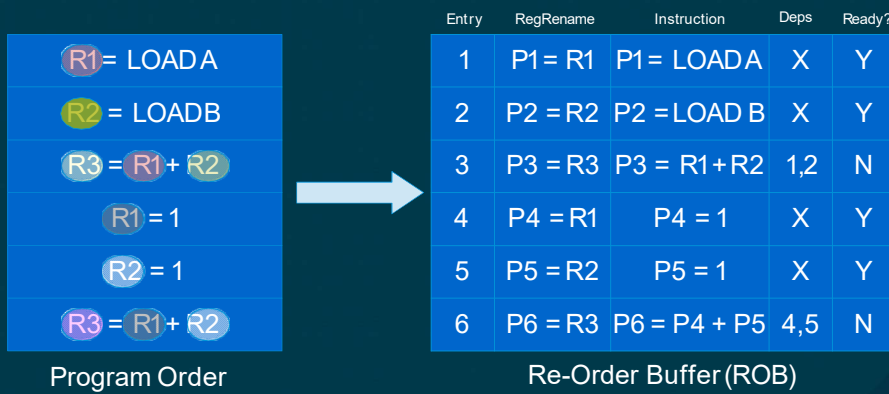 Entry RegRename Instruction Deps Ready?
R1 = LOAD A
1 P1 = R1 P1 = LOAD A X Y
R2 = LOADB
2 P2 = R2 P2 = LOAD B X Y
R3 = R1 + R2
3 P3 = R3 P3 = R1+R2 1,2 N
R1 = 1
4 P4 = R1 P4 = 1 X Y
R2 = 1
5 P5 = R2 P5 = 1 X Y
R3 = R1 + R2
6 P6 = R3 P6 = P4 + P5 4,5 N
Program Order
Re-Order Buffer (ROB)